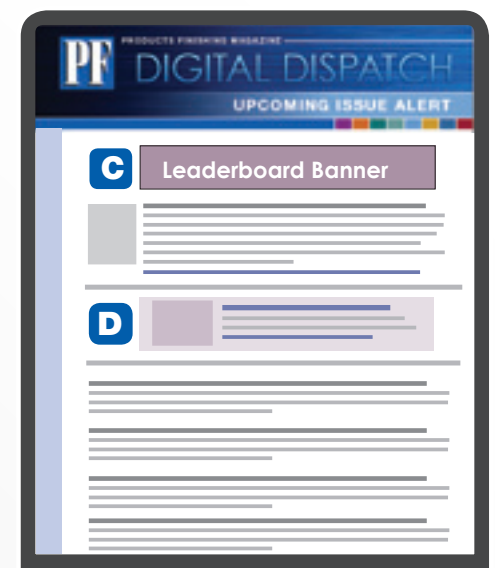 PRODUCTS FINISHING MAGAZINE
PF DIGITAL DISPATCH
UPCOMING ISSUE ALERT
C Leaderboard Banner
D